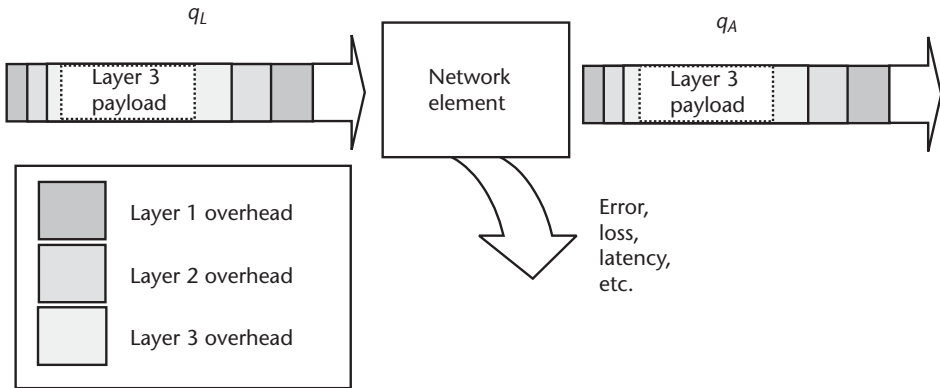 q_L
q_A
Layer 3
payload
Network
element
Layer 3
payload
Layer 1 overhead
Layer 2 overhead
Layer 3 overhead
Error,
loss,
latency,
etc.